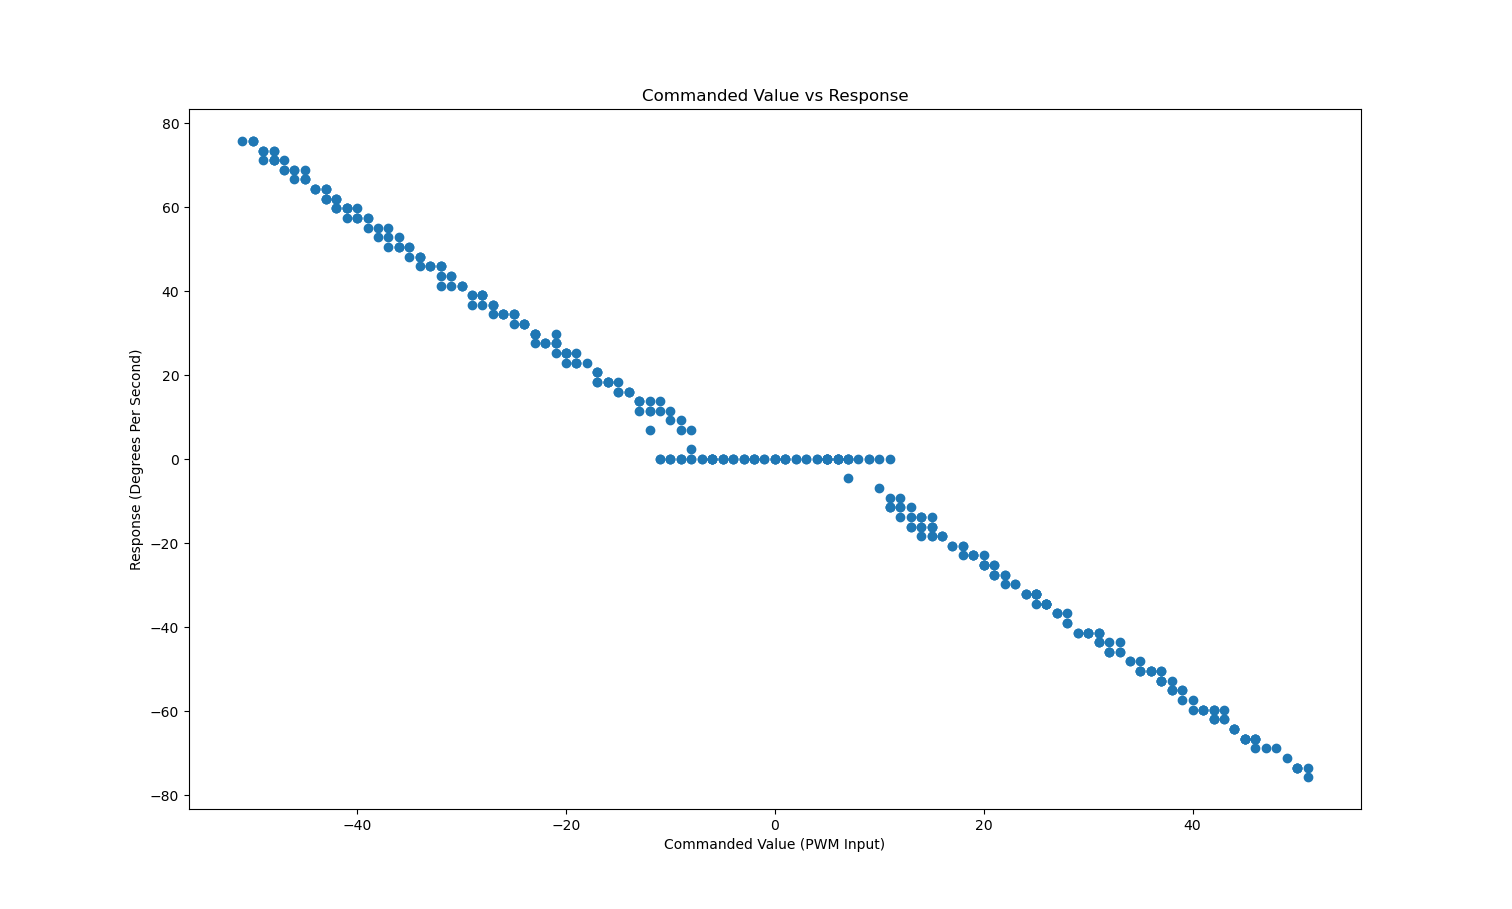 Commanded Value vs Response
80
60
40
20
0
−20
−40
−60
−80
Response (Degrees Per Second)
−40 −20 0 20 40
Commanded Value (PWM Input)